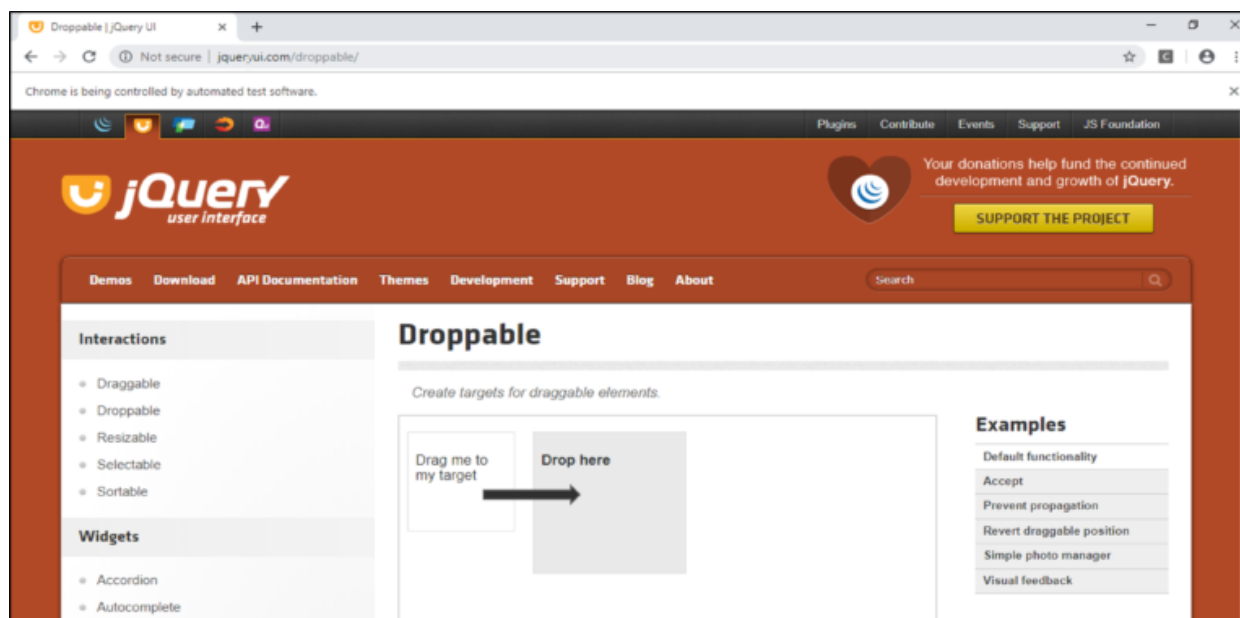 Droppable | jQuery UI
Not secure | jqueryui.com/droppable/
Chrome is being controlled by automated test software.
Plugins Contribute Events Support JS Foundation
jQuery
user interface
Your donations help fund the continued
development and growth of jQuery.
SUPPORT THE PROJECT
Demos Download API Documentation Themes Development Support Blog About Search
Interactions
Draggable
Droppable
Resizable
Selectable
Sortable
Widgets
Accordion
Autocomplete
Droppable
Create targets for draggable elements.
Drag me to
my target
Drop here
Examples
Default functionality
Accept
Prevent propagation
Revert draggable position
Simple photo manager
Visual feedback